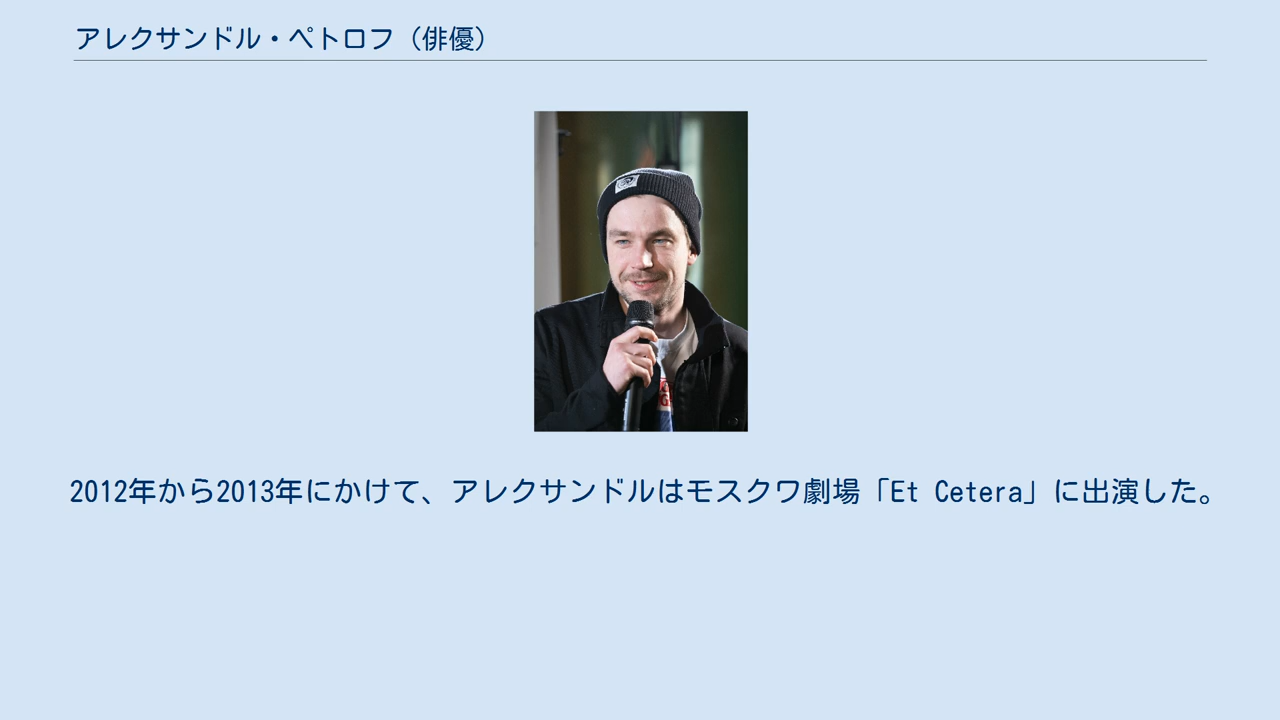 アレクサンドル・ペトロフ（俳優）
2012年から2013年にかけて、アレクサンドルはモスクワ劇場「Et Cetera」に出演した。